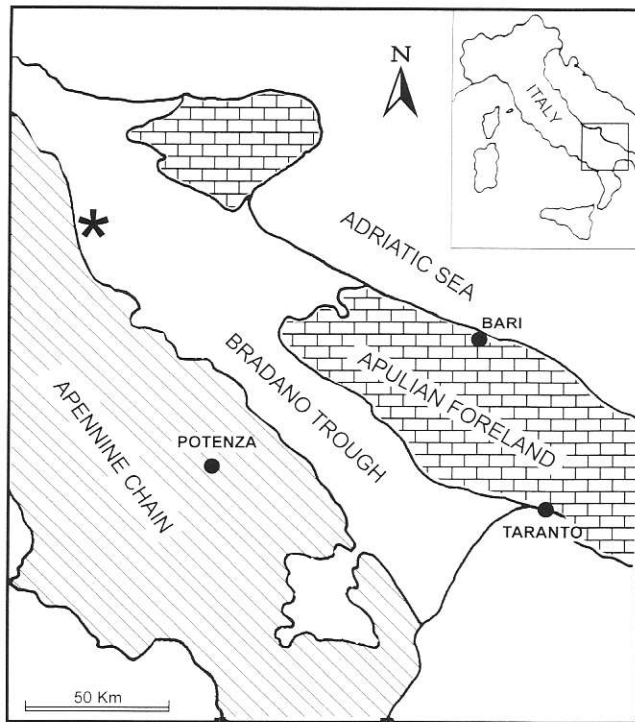 N
ITALY
ADRIATIC SEA
BARI
BRADANO TROUGH
APULIAN FORELAND
APENNINE CHAIN
POTENZA
TARANTO
50 Km